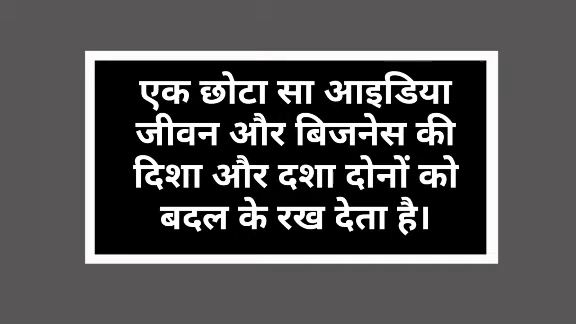 एक छोटा सा आइडिया
जीवन और बिजनेस की
दिशा और दशा दोनों को
बदल के रख देता है।